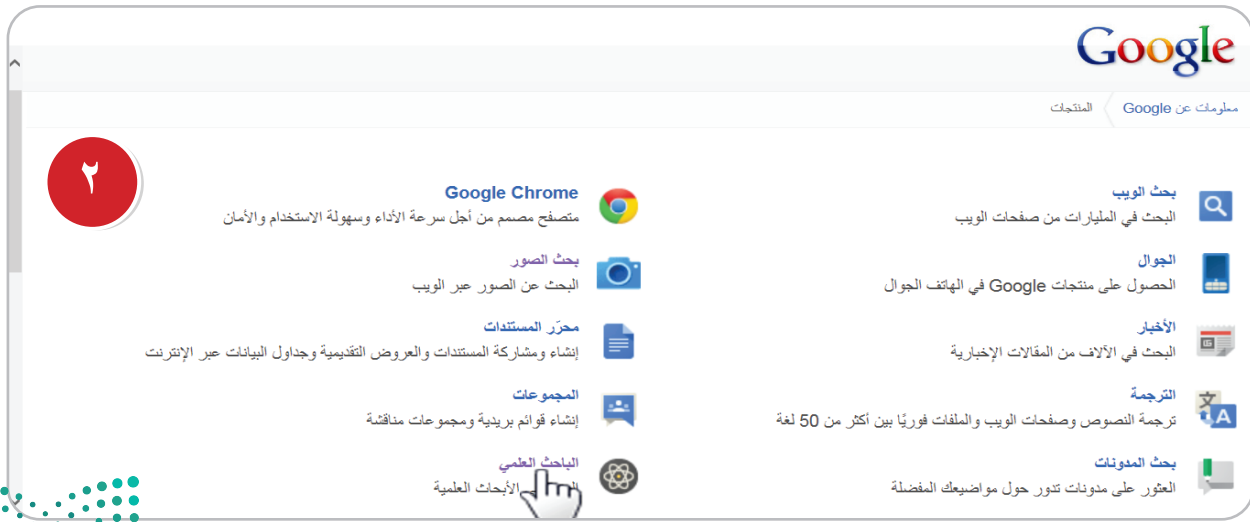 Google
معلومات عن Google
المنتجات
٢
بحث الويب
البحث في المليارات من صفحات الويب
Google Chrome
متصفح مصمم من أجل سرعة الأداء وسهولة الاستخدام والأمان
الجوال
الحصول على منتجات Google في الهاتف الجوال
بحث الصور
البحث عن الصور عبر الويب
الأخبار
البحث في الآلاف من المقالات الإخبارية
محرّر المستندات
إنشاء ومشاركة المستندات والعروض التقديمية وجداول البيانات عبر الإنترنت
الترجمة
ترجمة النصوص وصفحات الويب والملفات فوريًا بين أكثر من 50 لغة
المجموعات
إنشاء قوائم بريدية ومجموعات مناقشة
بحث المدونات
العثور على مدونات تدور حول مواضيعك المفضلة
الباحث العلمي
الأبحاث العلمية